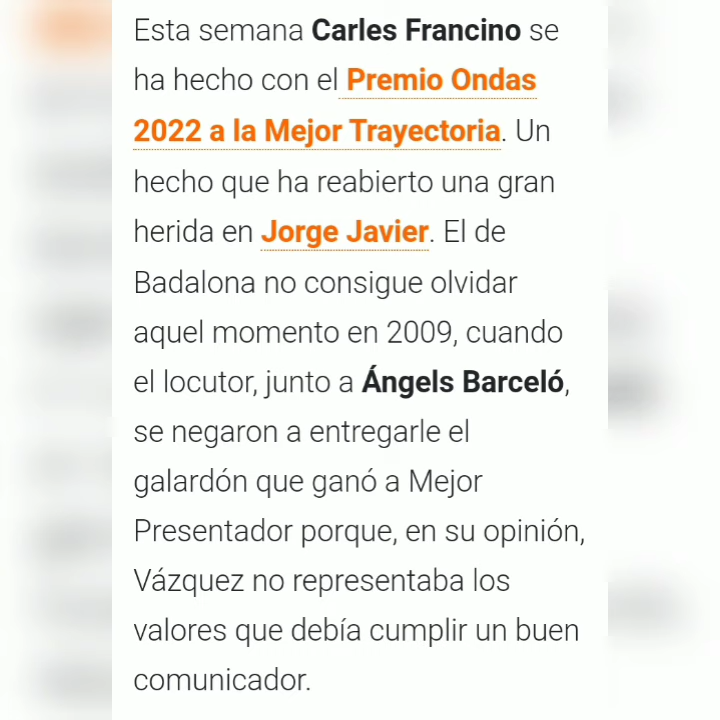 Esta semana Carles Francino se
ha hecho con el Premio Ondas
2022 a la Mejor Trayectoria. Un
hecho que ha reabierto una gran
herida en Jorge Javier. El de
Badalona no consigue olvidar
aquel momento en 2009, cuando
el locutor, junto a Ángels Barceló,
se negaron a entregarle el
galardón que ganó a Mejor
Presentador porque, en su opinión,
Vázquez no representaba los
valores que debía cumplir un buen
comunicador.